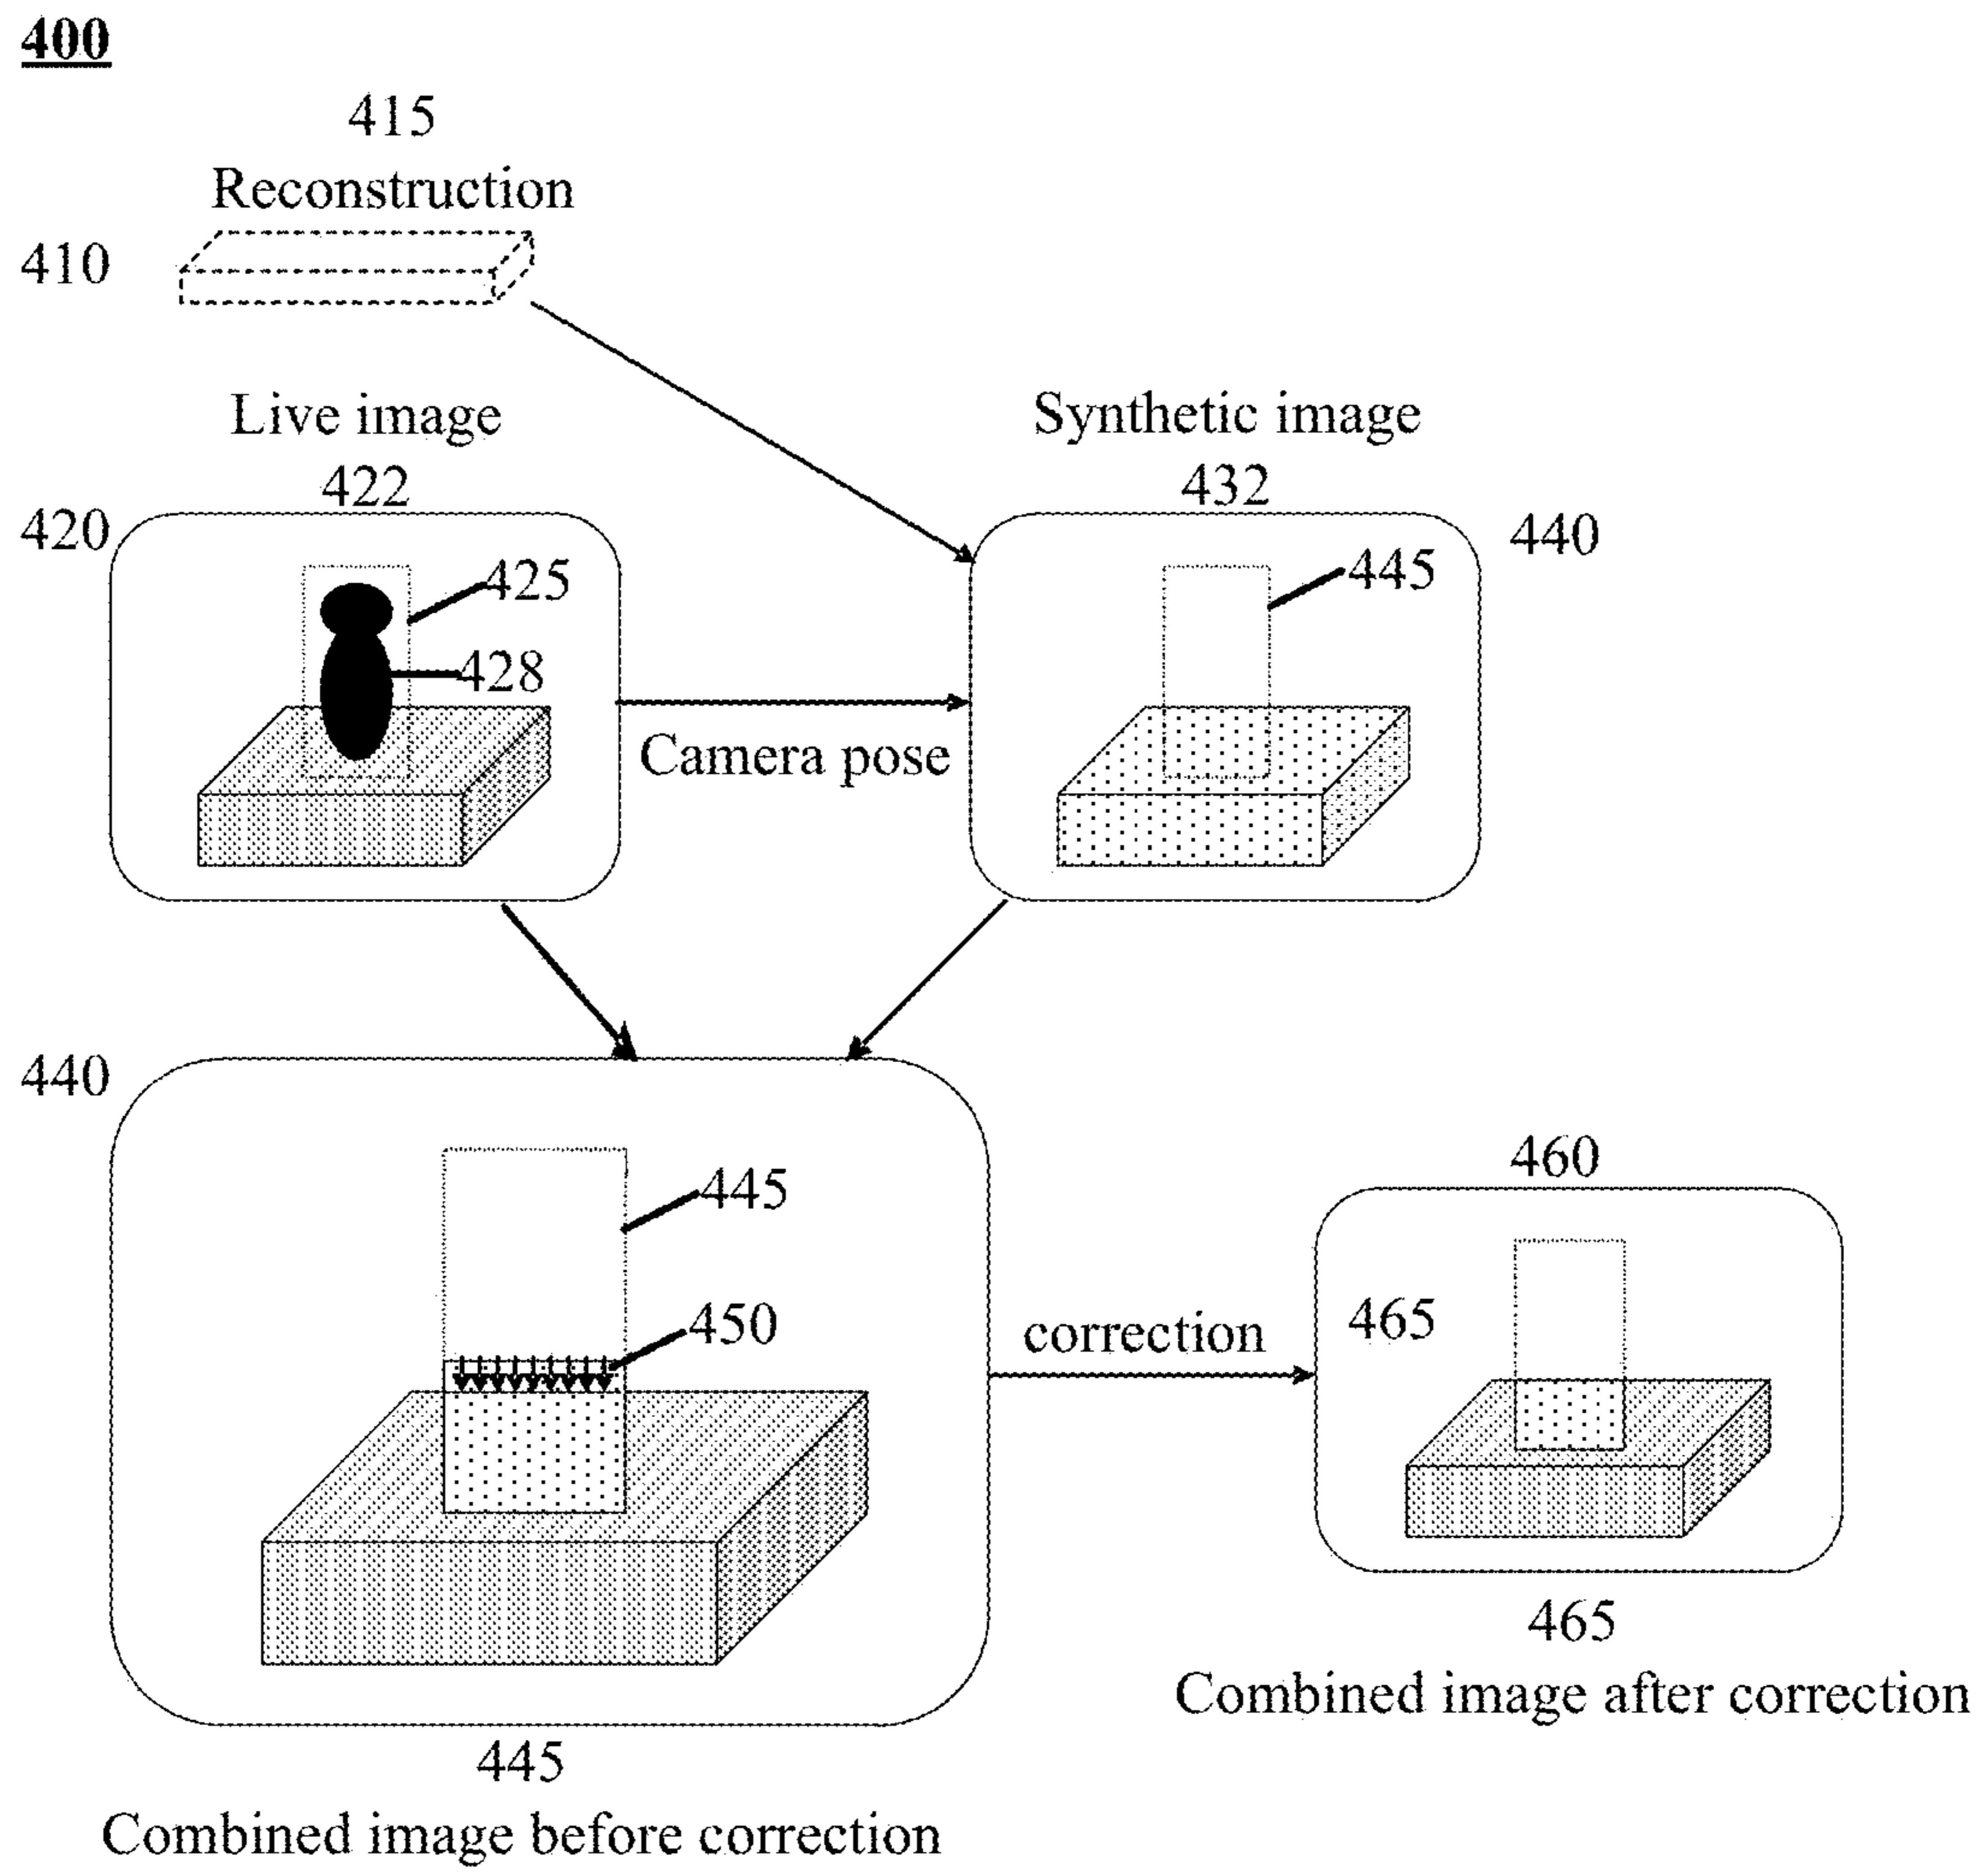 400
415
Reconstruction
410
Live image
422
Synthetic image
432
420
440
425
445
428
Camera pose
440
445
450
460
465
correction
465
Combined image after correction
445
Combined image before correction